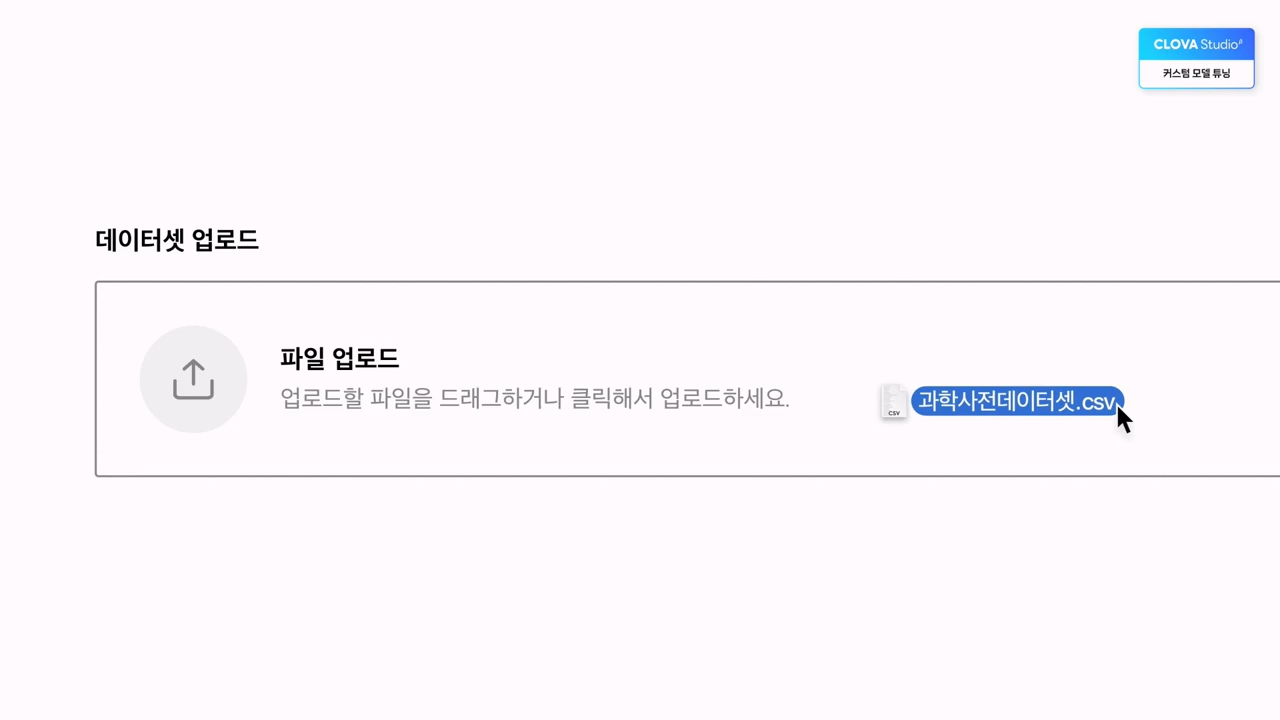 CLOVA Studioᵝ
커스텀 모델 튜닝
데이터셋 업로드
파일 업로드
업로드할 파일을 드래그하거나 클릭해서 업로드하세요.
CSV
과학사전데이터셋.csv